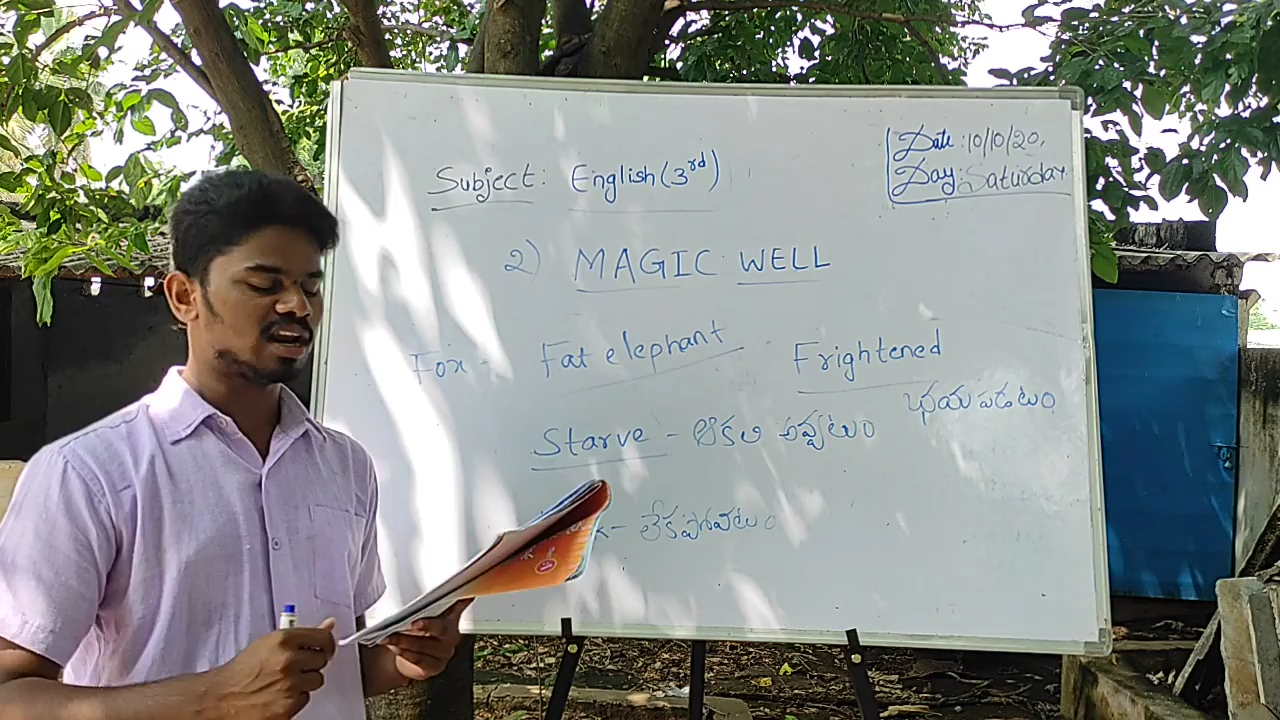 Date: 10/10/20.
Day: Saturday
Subject: English (3rd)
2) MAGIC WELL
Fox - Fat elephant Frightened
భయపడటం
Starve - ఆకలి అవ్వటం
- లేకపోవటం